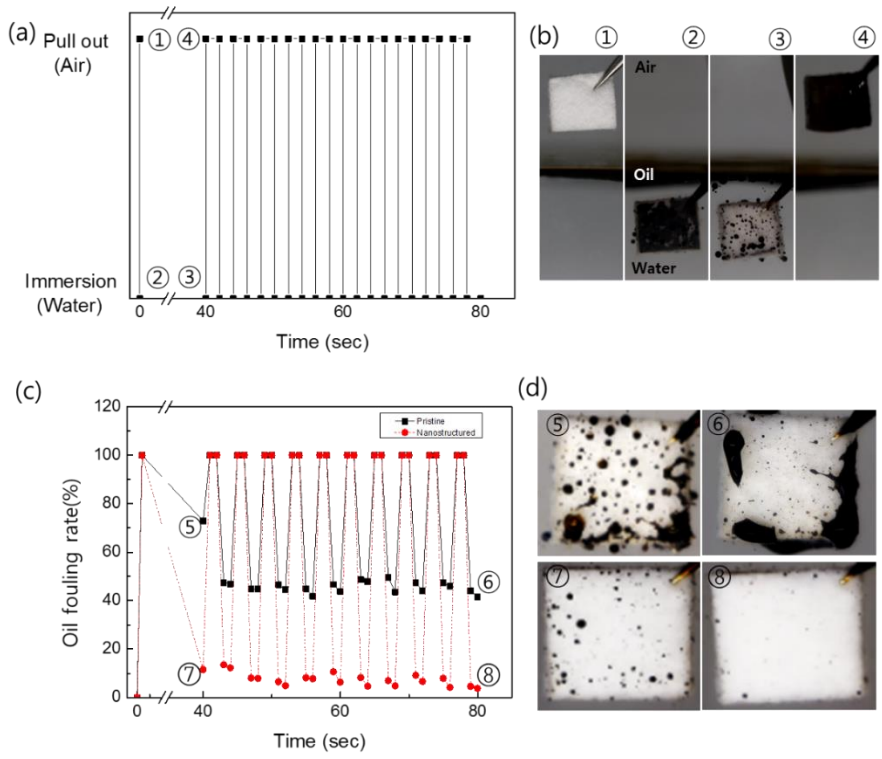 (a)
Pull out
(Air)
① ④
Immersion
(Water)
② ③
0 40 60 80
Time (sec)
(b)
① ② ③ ④
Air
Oil
Water
(c)
120
100
80
60
40
20
0
Oil fouling rate(%)
Pristine
Nanostructured
⑤ ⑥
⑦ ⑧
0 40 60 80
Time (sec)
(d)
⑤ ⑥
⑦ ⑧